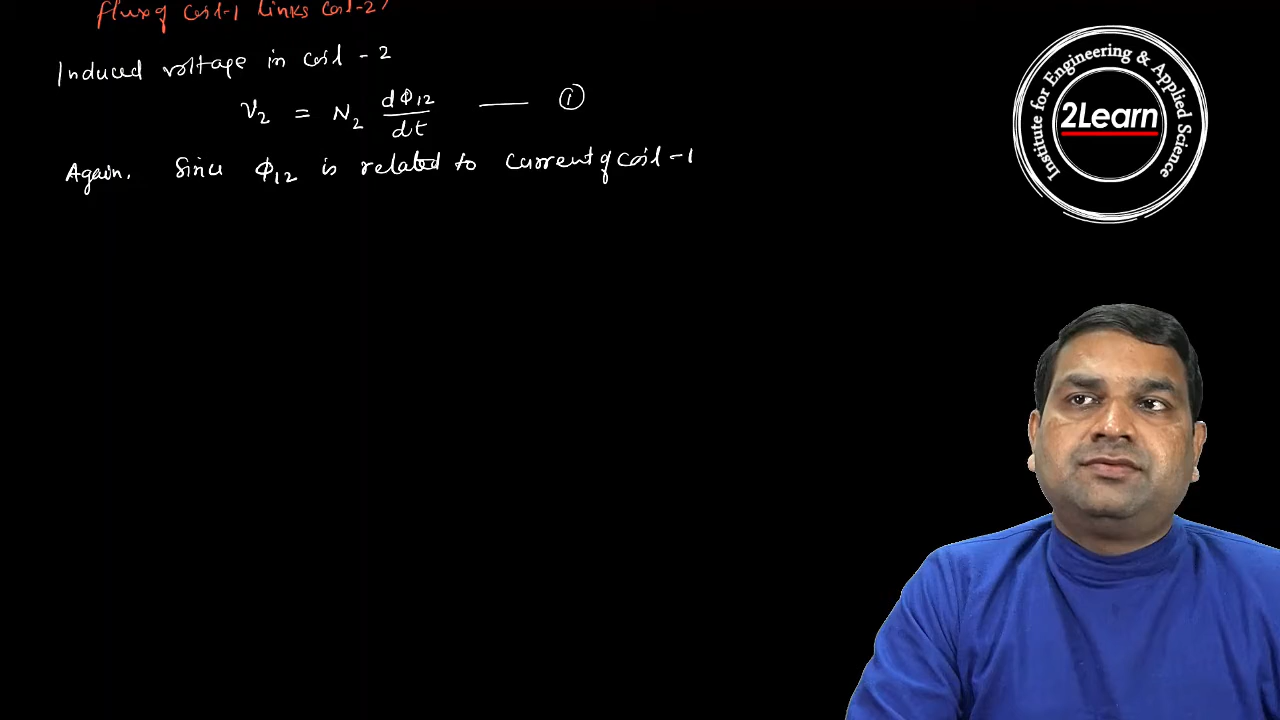 flux of coil-1 links coil-2)
Induced voltage in coil - 2
v₂ = N₂ dΦ₁₂/dt —— ①
Again. Since Φ₁₂ is related to current of coil-1
Institute for Engineering & Applied Science
2Learn